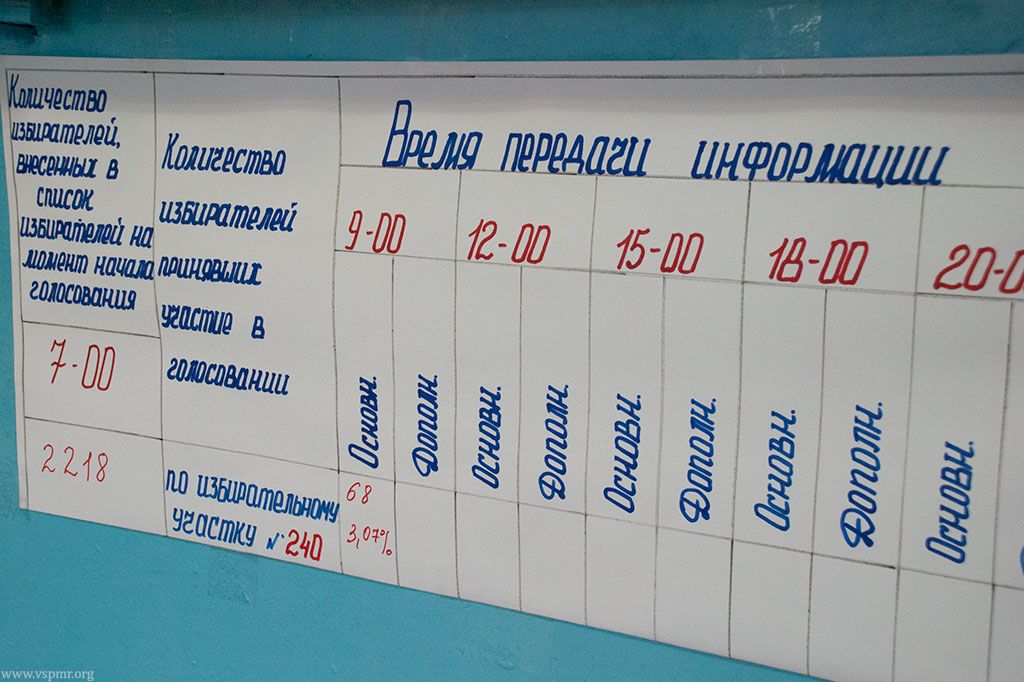 Количество
избирателей,
внесенных в
список
избирателей на
момент начала
голосования
7-00
2218
Количество
избирателей
принявших
участие в
голосовании
по избирательному
участку № 240
Время передачи информации
9-00 12-00 15-00 18-00
Основн. Дополн. Основн. Дополн. Основн. Дополн. Основн. Дополн. Основн.
68
3,07%
www.vspmr.org